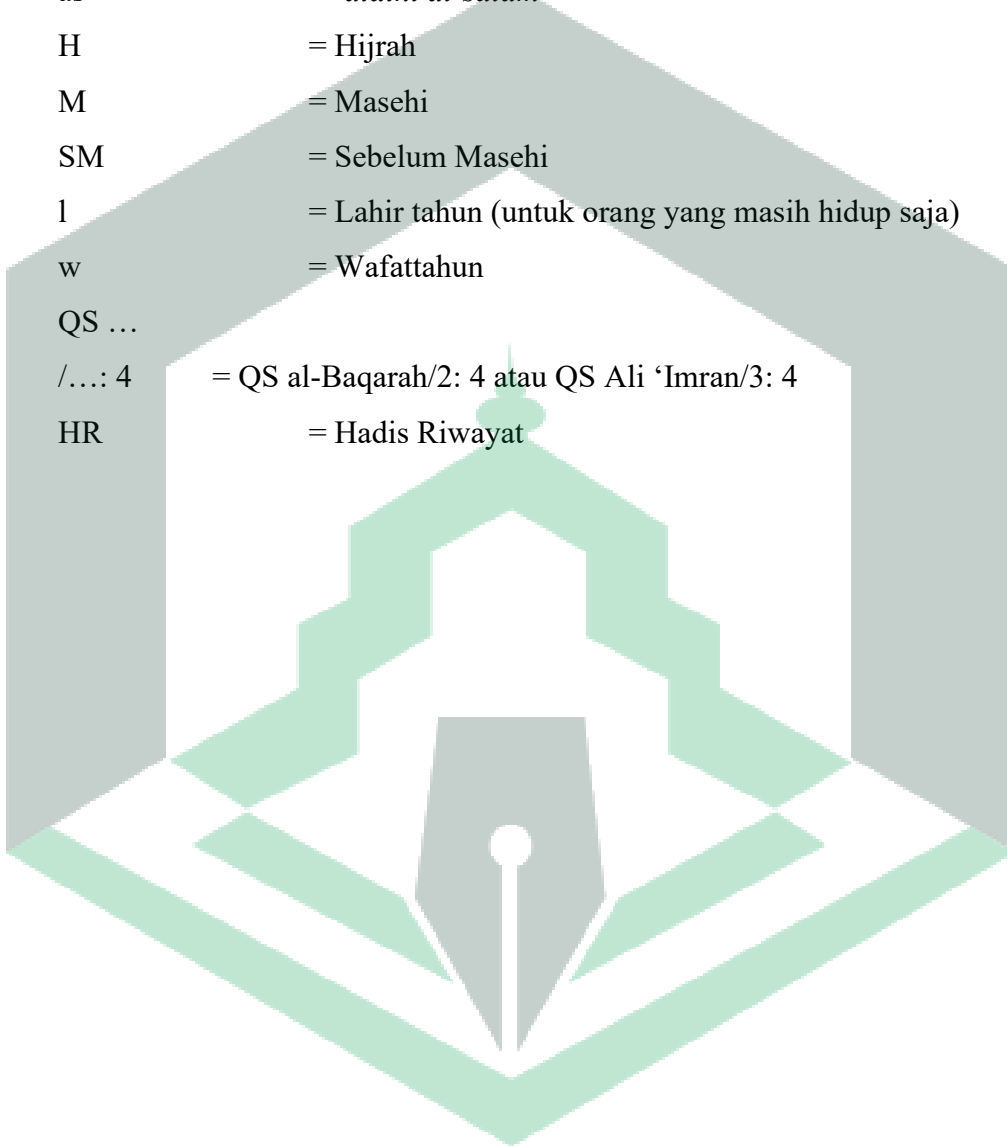 H = Hijrah
M = Masehi
SM = Sebelum Masehi
l = Lahir tahun (untuk orang yang masih hidup saja)
w = Wafattahun
QS …
/…: 4 = QS al-Baqarah/2: 4 atau QS Ali ‘Imran/3: 4
HR = Hadis Riwayat